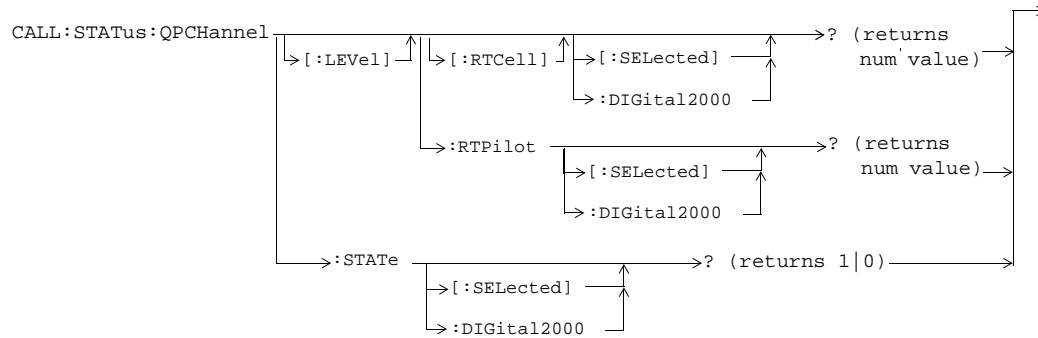 CALL:STATus:QPCHannel
? (returns
[:LEVel]
[:RTCell]
[:SELected]
num value)
:DIGital2000
:RTPilot
? (returns
[:SELected]
num value)
:DIGital2000
:STATe
? (returns 1|0)
[:SELected]
:DIGital2000